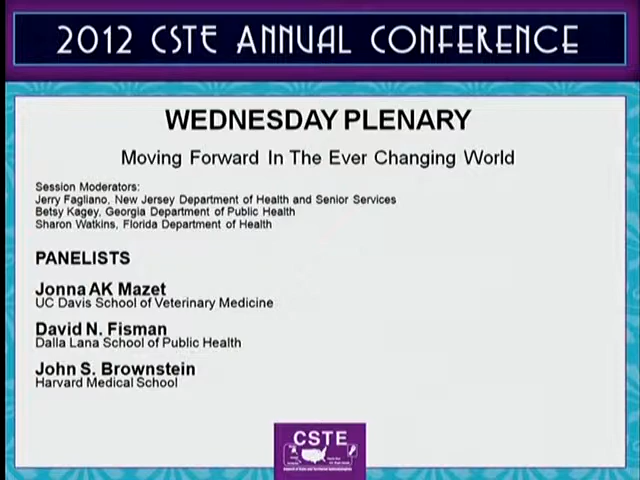 2012 CSTE ANNUAL CONFERENCE
WEDNESDAY PLENARY
Moving Forward In The Ever Changing World
Session Moderators:
Jerry Fagliano, New Jersey Department of Health and Senior Services
Betsy Kagey, Georgia Department of Public Health
Sharon Watkins, Florida Department of Health
PANELISTS
Jonna AK Mazet
UC Davis School of Veterinary Medicine
David N. Fisman
Dalla Lana School of Public Health
John S. Brownstein
Harvard Medical School
CSTE